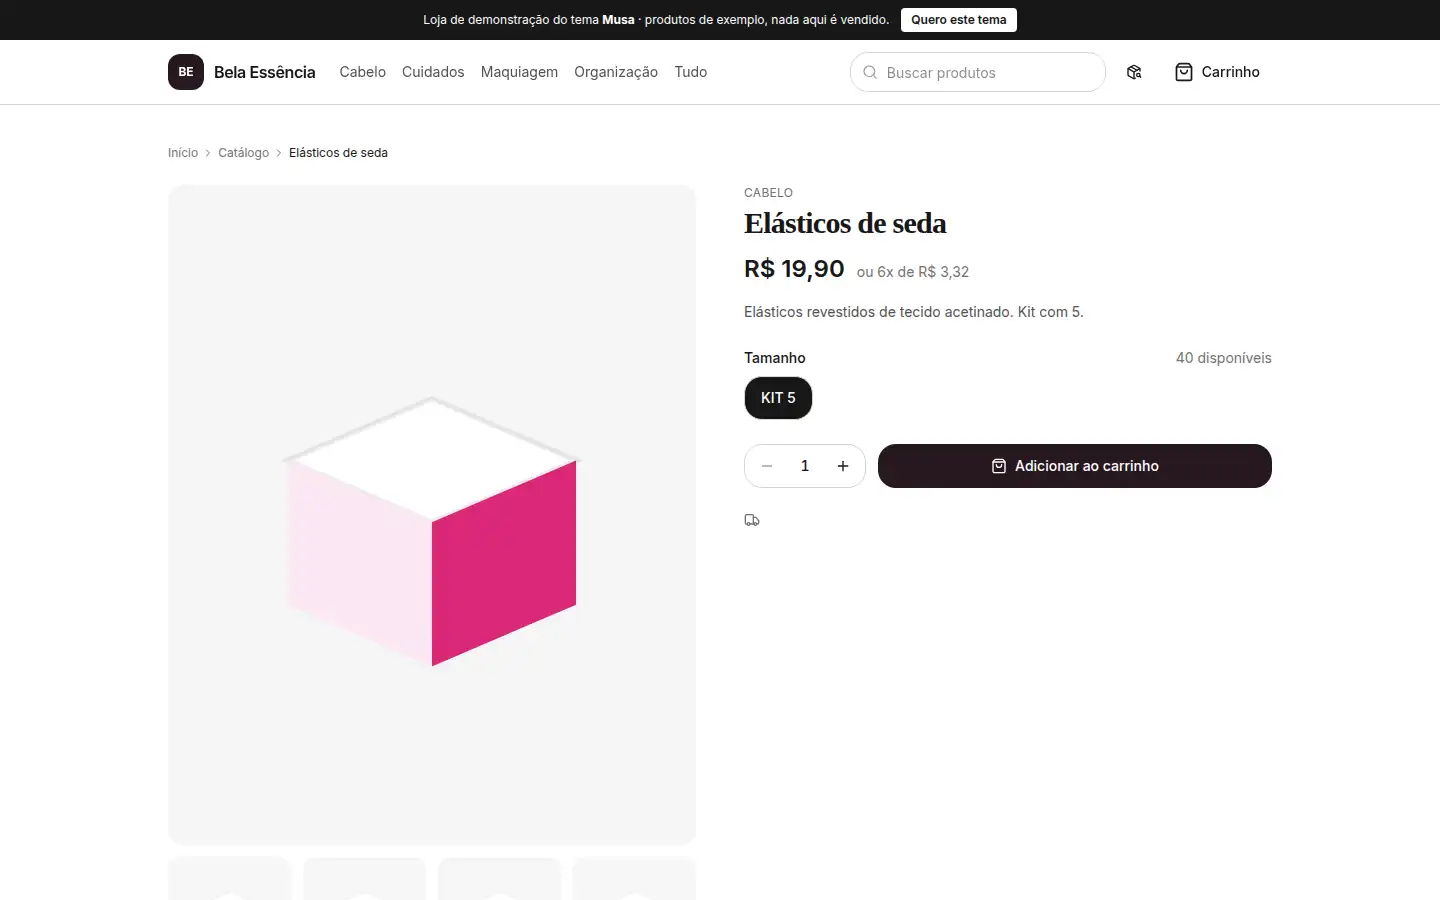 Loja de demonstração do tema Musa · produtos de exemplo, nada aqui é vendido.
Quero este tema
BE
Bela Essência
Cabelo
Cuidados
Maquiagem
Organização
Tudo
Buscar produtos
Carrinho
Início
Catálogo
Elásticos de seda
CABELO
Elásticos de seda
R$ 19,90
ou 6x de R$ 3,32
Elásticos revestidos de tecido acetinado. Kit com 5.
Tamanho
40 disponíveis
KIT 5
1
Adicionar ao carrinho